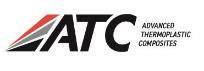 ATC
ADVANCED
THERMOPLASTIC
COMPOSITES